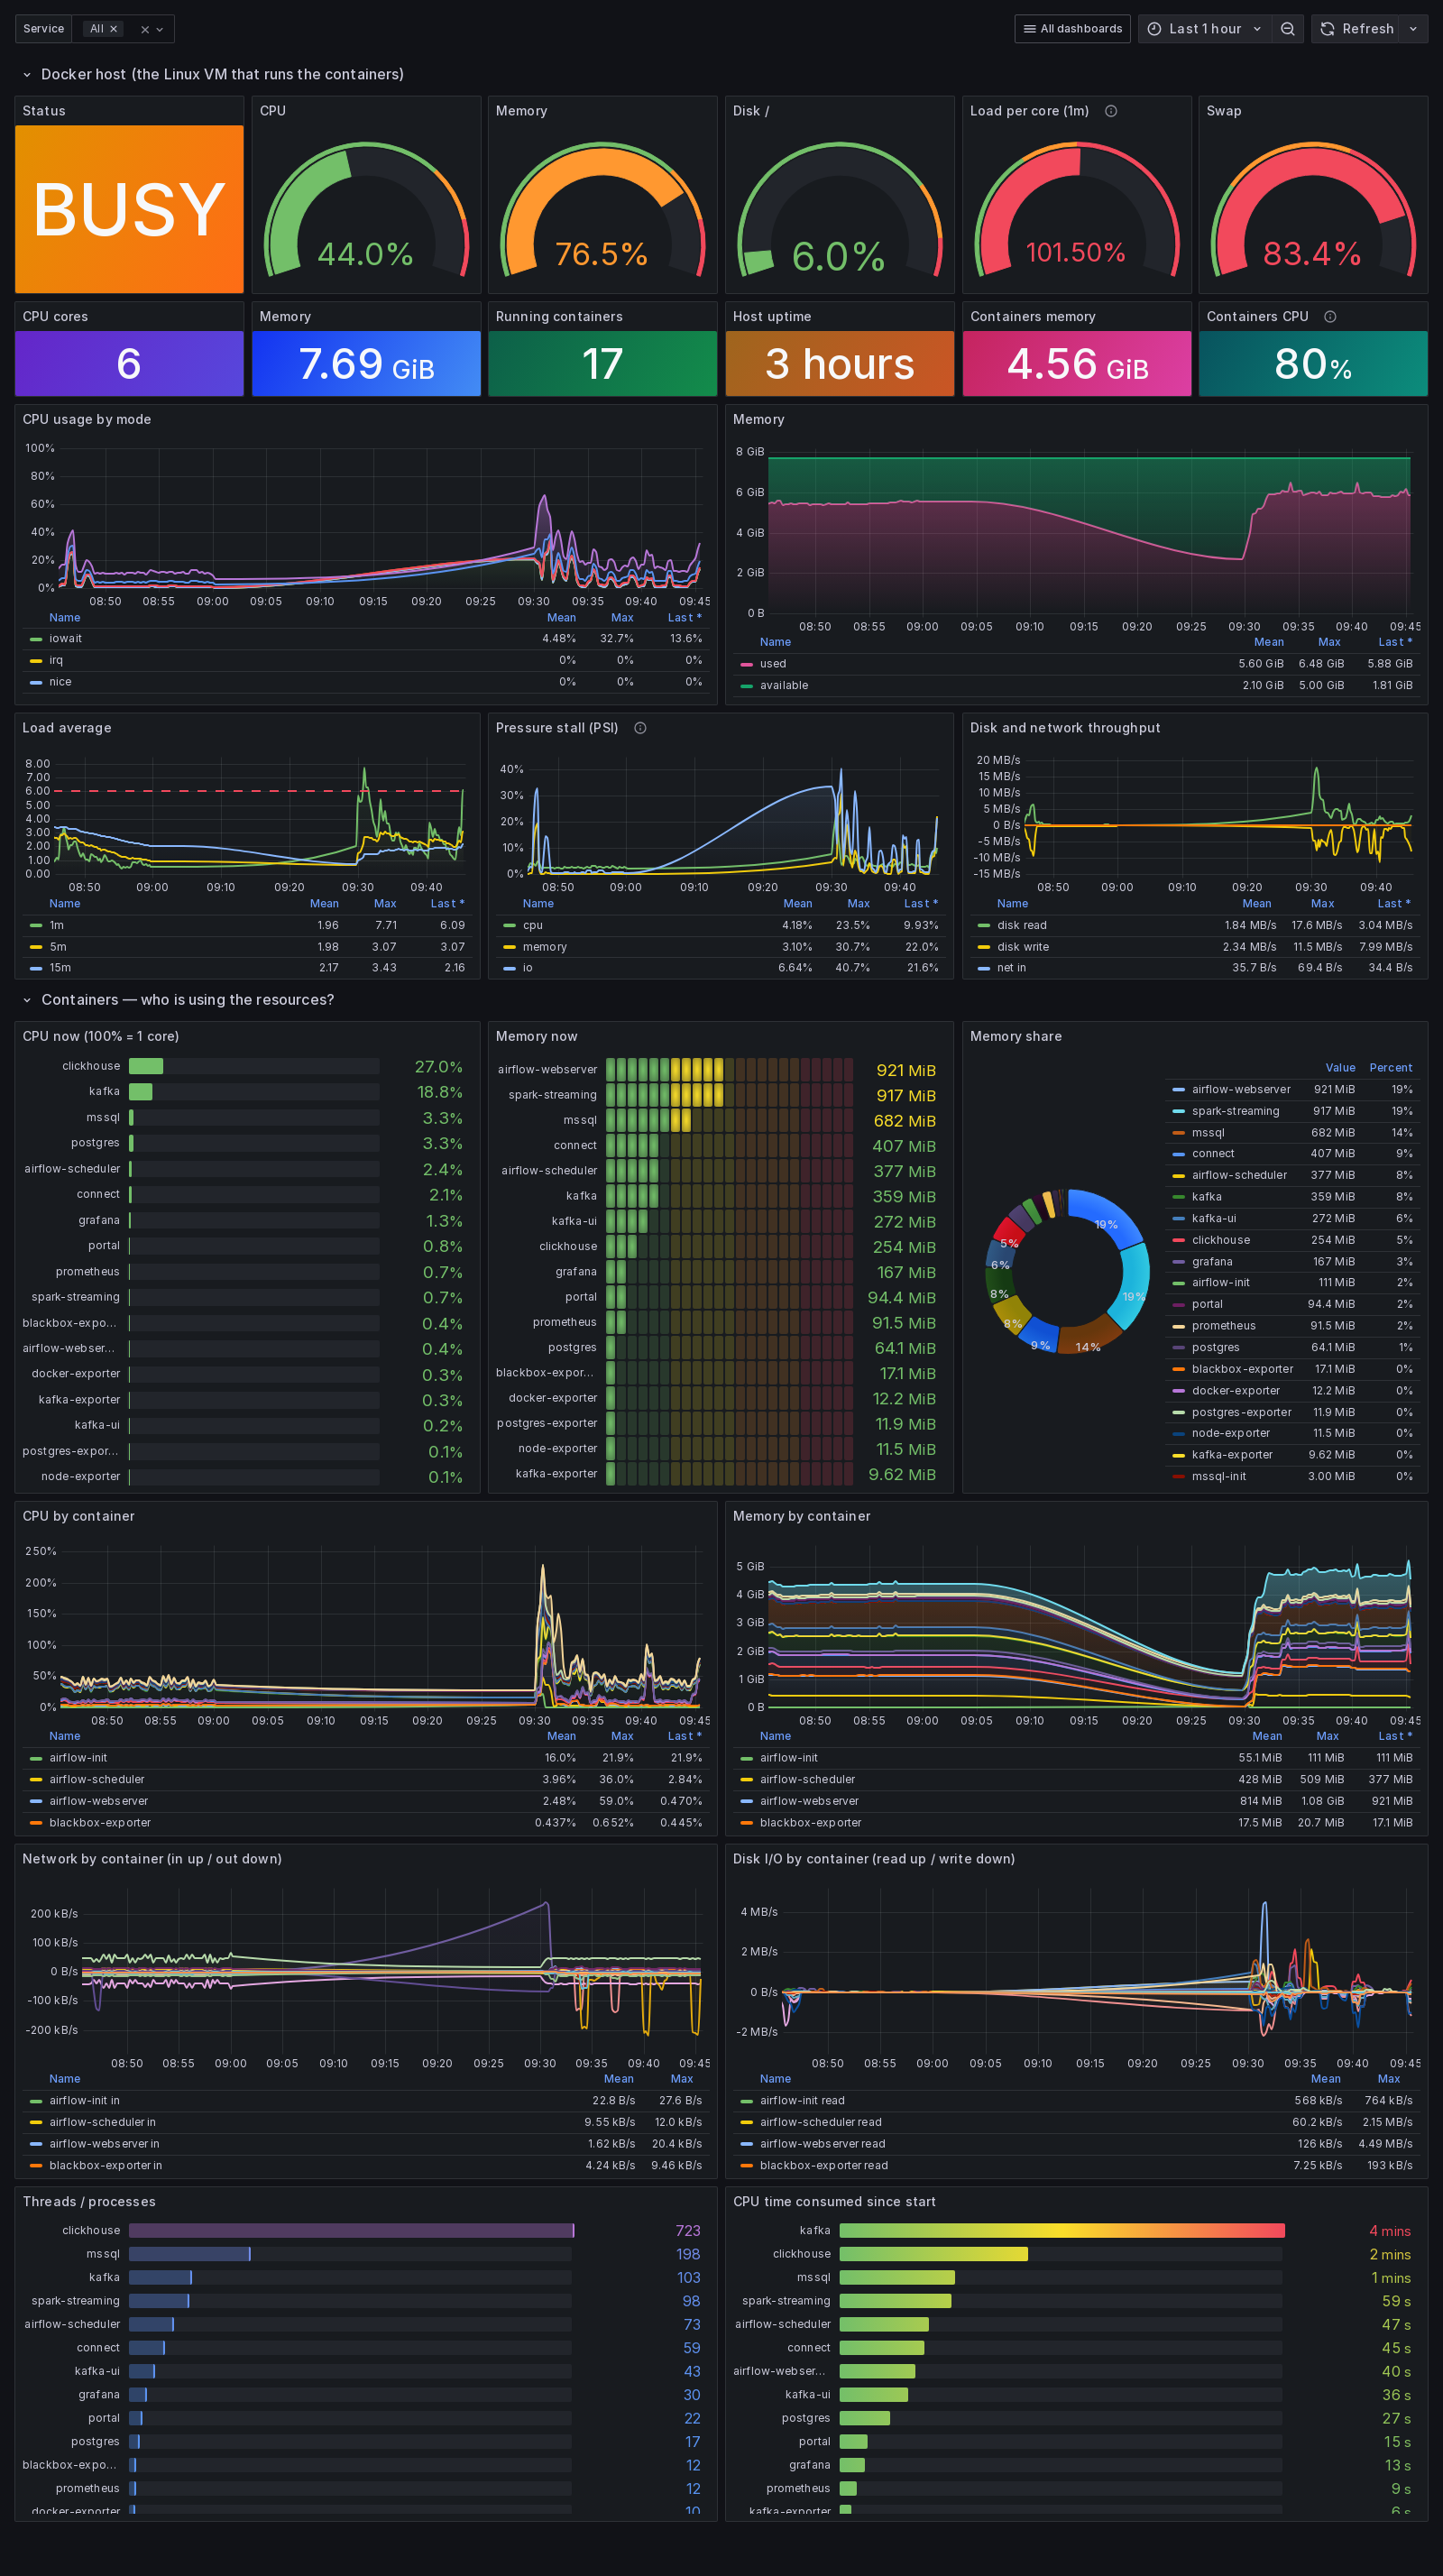 Service All
All dashboards Last 1 hour Refresh
Docker host (the Linux VM that runs the containers)
Status CPU Memory Disk / Load per core (1m) Swap
BUSY 44.0% 76.5% 6.0% 101.50% 83.4%
CPU cores Memory Running containers Host uptime Containers memory Containers CPU
6 7.69 GiB 17 3 hours 4.56 GiB 80%
CPU usage by mode
100%
80%
60%
40%
20%
0%
08:50 08:55 09:00 09:05 09:10 09:15 09:20 09:25 09:30 09:35 09:40 09:45
Name Mean Max Last *
iowait 4.48% 32.7% 13.6%
irq 0% 0% 0%
nice 0% 0% 0%
Memory
8 GiB
6 GiB
4 GiB
2 GiB
0 B
08:50 08:55 09:00 09:05 09:10 09:15 09:20 09:25 09:30 09:35 09:40 09:45
Name Mean Max Last *
used 5.60 GiB 6.48 GiB 5.88 GiB
available 2.10 GiB 5.00 GiB 1.81 GiB
Load average
8.00
7.00
6.00
5.00
4.00
3.00
2.00
1.00
0.00
08:50 09:00 09:10 09:20 09:30 09:40
Name Mean Max Last *
1m 1.96 7.71 6.09
5m 1.98 3.07 3.07
15m 2.17 3.43 2.16
Pressure stall (PSI)
40%
30%
20%
10%
0%
08:50 09:00 09:10 09:20 09:30 09:40
Name Mean Max Last *
cpu 4.18% 23.5% 9.93%
memory 3.10% 30.7% 22.0%
io 6.64% 40.7% 21.6%
Disk and network throughput
20 MB/s
15 MB/s
10 MB/s
5 MB/s
0 B/s
-5 MB/s
-10 MB/s
-15 MB/s
08:50 09:00 09:10 09:20 09:30 09:40
Name Mean Max Last *
disk read 1.84 MB/s 17.6 MB/s 3.04 MB/s
disk write 2.34 MB/s 11.5 MB/s 7.99 MB/s
net in 35.7 B/s 69.4 B/s 34.4 B/s
Containers — who is using the resources?
CPU now (100% = 1 core)
clickhouse 27.0%
kafka 18.8%
mssql 3.3%
postgres 3.3%
airflow-scheduler 2.4%
connect 2.1%
grafana 1.3%
portal 0.8%
prometheus 0.7%
spark-streaming 0.7%
blackbox-expo... 0.4%
airflow-webser... 0.4%
docker-exporter 0.3%
kafka-exporter 0.3%
kafka-ui 0.2%
postgres-expor... 0.1%
node-exporter 0.1%
Memory now
airflow-webserver 921 MiB
spark-streaming 917 MiB
mssql 682 MiB
connect 407 MiB
airflow-scheduler 377 MiB
kafka 359 MiB
kafka-ui 272 MiB
clickhouse 254 MiB
grafana 167 MiB
portal 94.4 MiB
prometheus 91.5 MiB
postgres 64.1 MiB
blackbox-expor... 17.1 MiB
docker-exporter 12.2 MiB
postgres-exporter 11.9 MiB
node-exporter 11.5 MiB
kafka-exporter 9.62 MiB
Memory share
19%
19%
14%
9%
8%
8%
6%
5%
Value Percent
airflow-webserver 921 MiB 19%
spark-streaming 917 MiB 19%
mssql 682 MiB 14%
connect 407 MiB 9%
airflow-scheduler 377 MiB 8%
kafka 359 MiB 8%
kafka-ui 272 MiB 6%
clickhouse 254 MiB 5%
grafana 167 MiB 3%
airflow-init 111 MiB 2%
portal 94.4 MiB 2%
prometheus 91.5 MiB 2%
postgres 64.1 MiB 1%
blackbox-exporter 17.1 MiB 0%
docker-exporter 12.2 MiB 0%
postgres-exporter 11.9 MiB 0%
node-exporter 11.5 MiB 0%
kafka-exporter 9.62 MiB 0%
mssql-init 3.00 MiB 0%
CPU by container
250%
200%
150%
100%
50%
0%
08:50 08:55 09:00 09:05 09:10 09:15 09:20 09:25 09:30 09:35 09:40 09:45
Name Mean Max Last *
airflow-init 16.0% 21.9% 21.9%
airflow-scheduler 3.96% 36.0% 2.84%
airflow-webserver 2.48% 59.0% 0.470%
blackbox-exporter 0.437% 0.652% 0.445%
Memory by container
5 GiB
4 GiB
3 GiB
2 GiB
1 GiB
0 B
08:50 08:55 09:00 09:05 09:10 09:15 09:20 09:25 09:30 09:35 09:40 09:45
Name Mean Max Last *
airflow-init 55.1 MiB 111 MiB 111 MiB
airflow-scheduler 428 MiB 509 MiB 377 MiB
airflow-webserver 814 MiB 1.08 GiB 921 MiB
blackbox-exporter 17.5 MiB 20.7 MiB 17.1 MiB
Network by container (in up / out down)
200 kB/s
100 kB/s
0 B/s
-100 kB/s
-200 kB/s
08:50 08:55 09:00 09:05 09:10 09:15 09:20 09:25 09:30 09:35 09:40 09:45
Name Mean Max
airflow-init in 22.8 B/s 27.6 B/s
airflow-scheduler in 9.55 kB/s 12.0 kB/s
airflow-webserver in 1.62 kB/s 20.4 kB/s
blackbox-exporter in 4.24 kB/s 9.46 kB/s
Disk I/O by container (read up / write down)
4 MB/s
2 MB/s
0 B/s
-2 MB/s
08:50 08:55 09:00 09:05 09:10 09:15 09:20 09:25 09:30 09:35 09:40 09:45
Name Mean Max
airflow-init read 568 kB/s 764 kB/s
airflow-scheduler read 60.2 kB/s 2.15 MB/s
airflow-webserver read 126 kB/s 4.49 MB/s
blackbox-exporter read 7.25 kB/s 193 kB/s
Threads / processes
clickhouse 723
mssql 198
kafka 103
spark-streaming 98
airflow-scheduler 73
connect 59
kafka-ui 43
grafana 30
portal 22
postgres 17
blackbox-expo... 12
prometheus 12
docker-exporter 10
CPU time consumed since start
kafka 4 mins
clickhouse 2 mins
mssql 1 mins
spark-streaming 59 s
airflow-scheduler 47 s
connect 45 s
airflow-webser... 40 s
kafka-ui 36 s
postgres 27 s
portal 15 s
grafana 13 s
prometheus 9 s
kafka-exporter 6 s